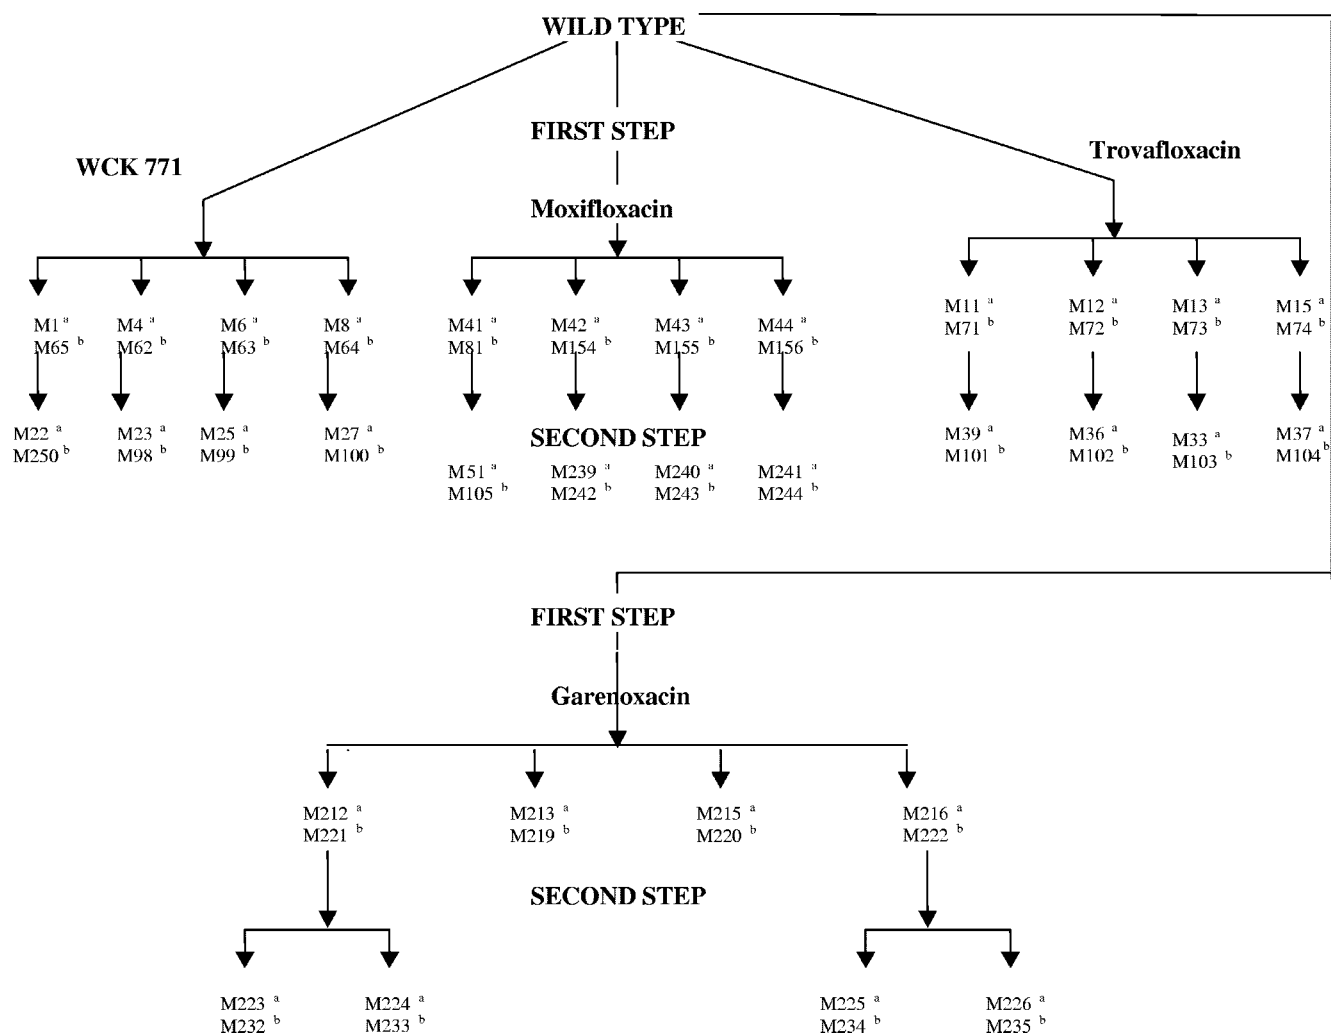 WILD TYPE
FIRST STEP
WCK 771
Trovafloxacin
Moxifloxacin
M1 a
M65 b
M4 a
M62 b
M6 a
M63 b
M8 a
M64 b
M41 a
M81 b
M42 a
M154 b
M43 a
M155 b
M44 a
M156 b
M11 a
M71 b
M12 a
M72 b
M13 a
M73 b
M15 a
M74 b
M22 a
M250 b
M23 a
M98 b
M25 a
M99 b
M27 a
M100 b
SECOND STEP
M51 a
M105 b
M239 a
M242 b
M240 a
M243 b
M241 a
M244 b
M39 a
M101 b
M36 a
M102 b
M33 a
M103 b
M37 a
M104 b
FIRST STEP
Garenoxacin
M212 a
M221 b
M213 a
M219 b
M215 a
M220 b
M216 a
M222 b
SECOND STEP
M223 a
M232 b
M224 a
M233 b
M225 a
M234 b
M226 a
M235 b